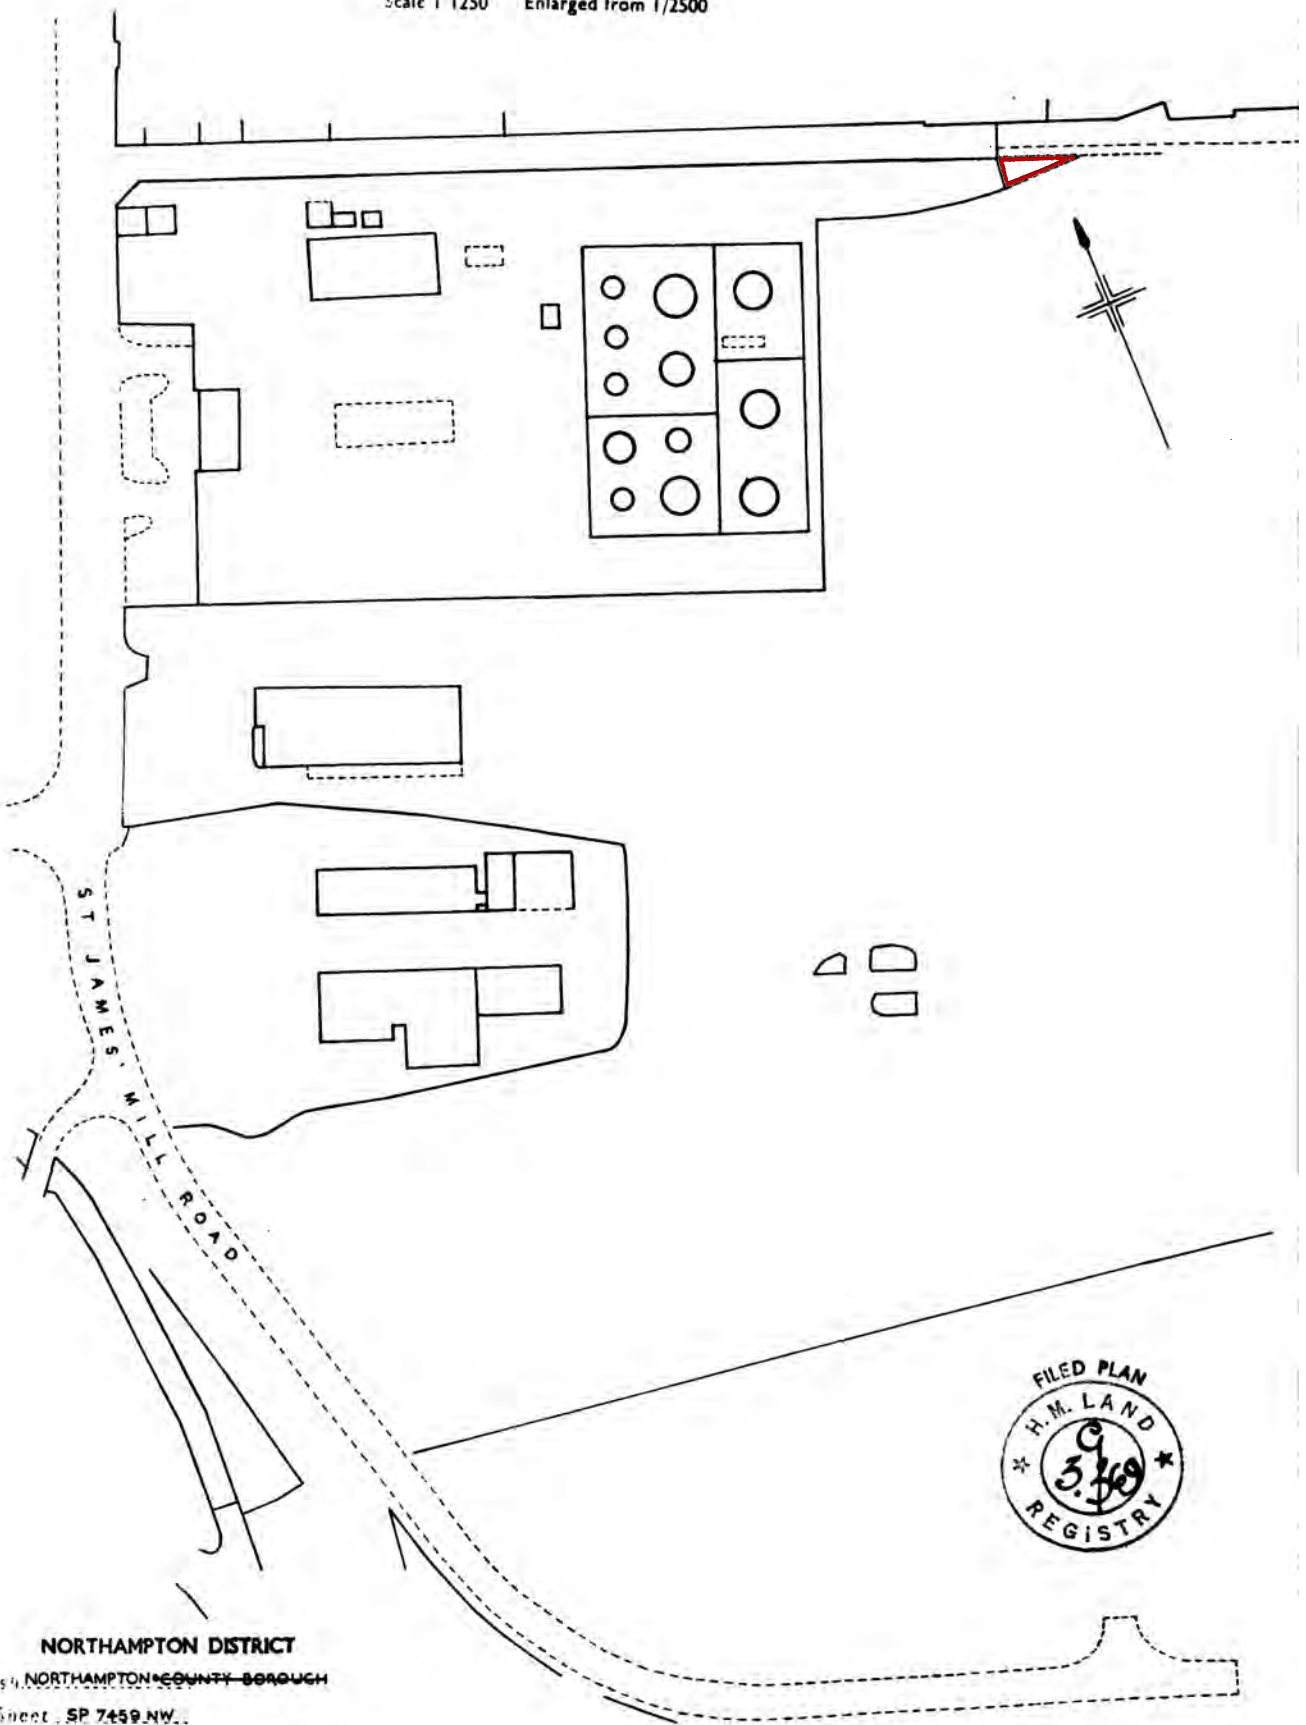 Scale 1 1250 Enlarged from 1/2500
ST JAMES' MILL ROAD
FILED PLAN
H.M. LAND
REGISTRY
NORTHAMPTON DISTRICT
NORTHAMPTON COUNTY BOROUGH
Sheet SP 7459 NW